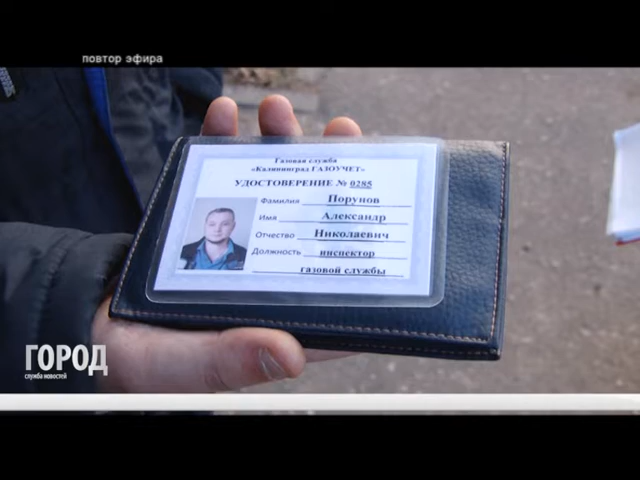 повтор эфира
Газовая служба
«Калининград ГАЗОУЧЕТ»
УДОСТОВЕРЕНИЕ № 0285
Фамилия Порунов
Имя Александр
Отчество Николаевич
Должность инспектор
газовой службы
ГОРОД
служба новостей